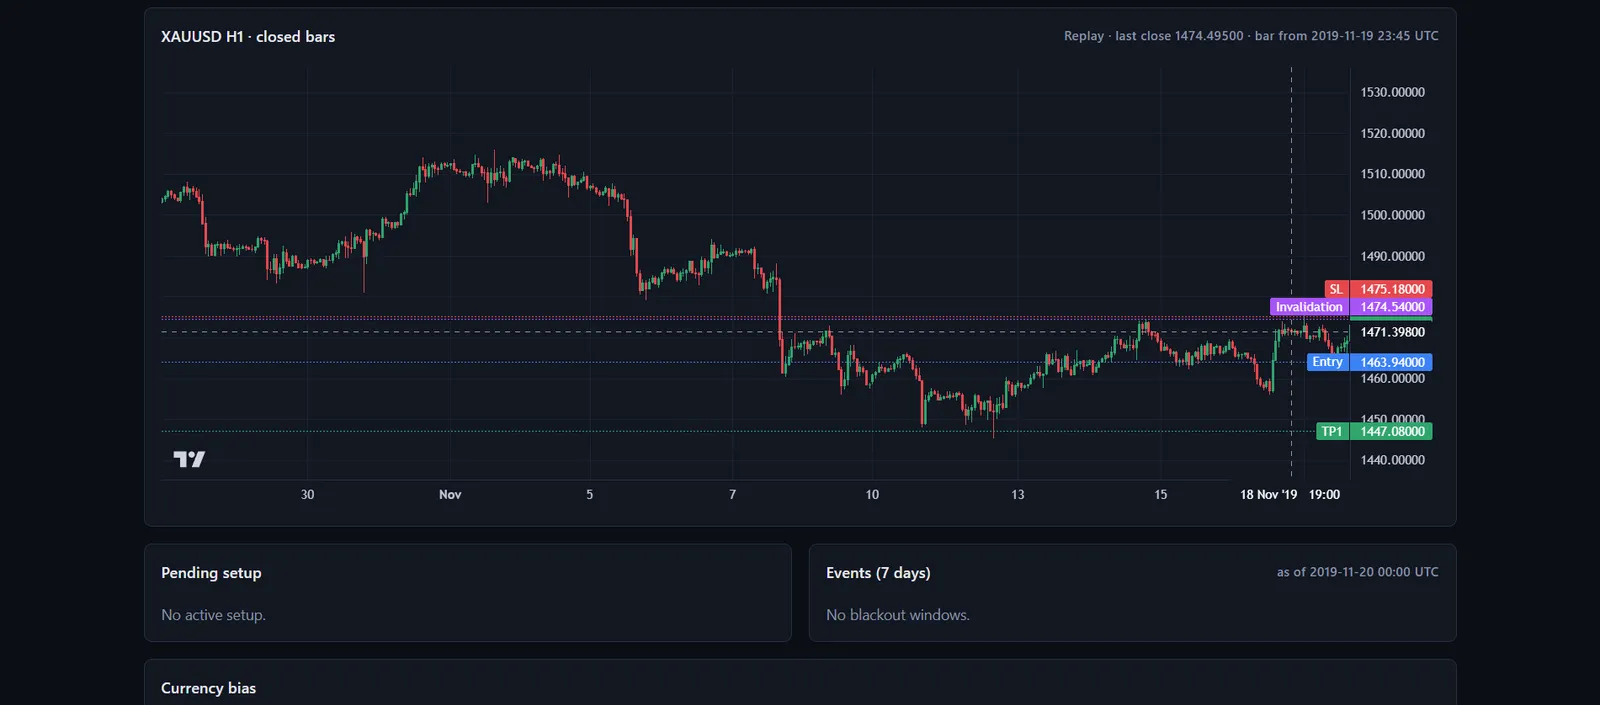 XAUUSD H1 · closed bars
Replay · last close 1474.49500 · bar from 2019-11-19 23:45 UTC
1530.00000
1520.00000
1510.00000
1500.00000
1490.00000
SL 1475.18000
Invalidation 1474.54000
1471.39800
Entry 1463.94000
1460.00000
1450.00000
TP1 1447.08000
1440.00000
30 Nov 5 7 10 13 15 18 Nov '19 19:00
Pending setup
No active setup.
Events (7 days)
as of 2019-11-20 00:00 UTC
No blackout windows.
Currency bias